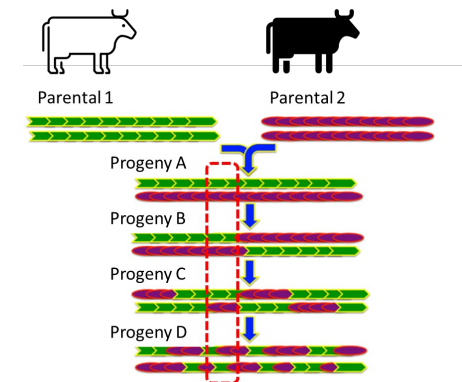 Parental 1
Parental 2
Progeny A
Progeny B
Progeny C
Progeny D